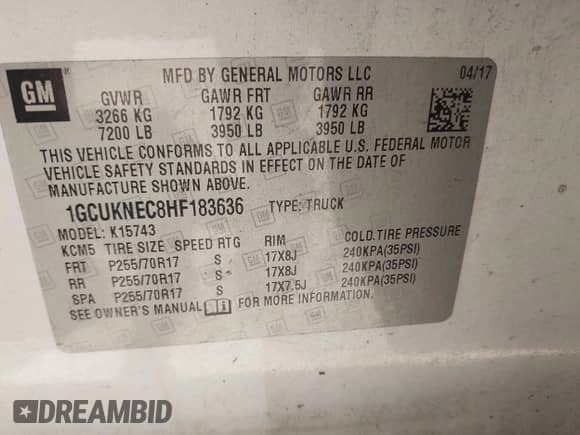 GM
MFD BY GENERAL MOTORS LLC 04/17
GVWR GAWR FRT GAWR RR
3266 KG 1792 KG 1792 KG
7200 LB 3950 LB 3950 LB
THIS VEHICLE CONFORMS TO ALL APPLICABLE U.S. FEDERAL MOTOR
VEHICLE SAFETY STANDARDS IN EFFECT ON THE DATE OF
MANUFACTURE SHOWN ABOVE.
1GCUKNEC8HF183636 TYPE: TRUCK
MODEL: K15743
KCM5 TIRE SIZE SPEED RTG RIM COLD TIRE PRESSURE
FRT P255/70R17 S 17X8J 240KPA(35PSI)
RR P255/70R17 S 17X8J 240KPA(35PSI)
SPA P255/70R17 S 17X7.5J 240KPA(35PSI)
SEE OWNER'S MANUAL FOR MORE INFORMATION.
DREAMBID